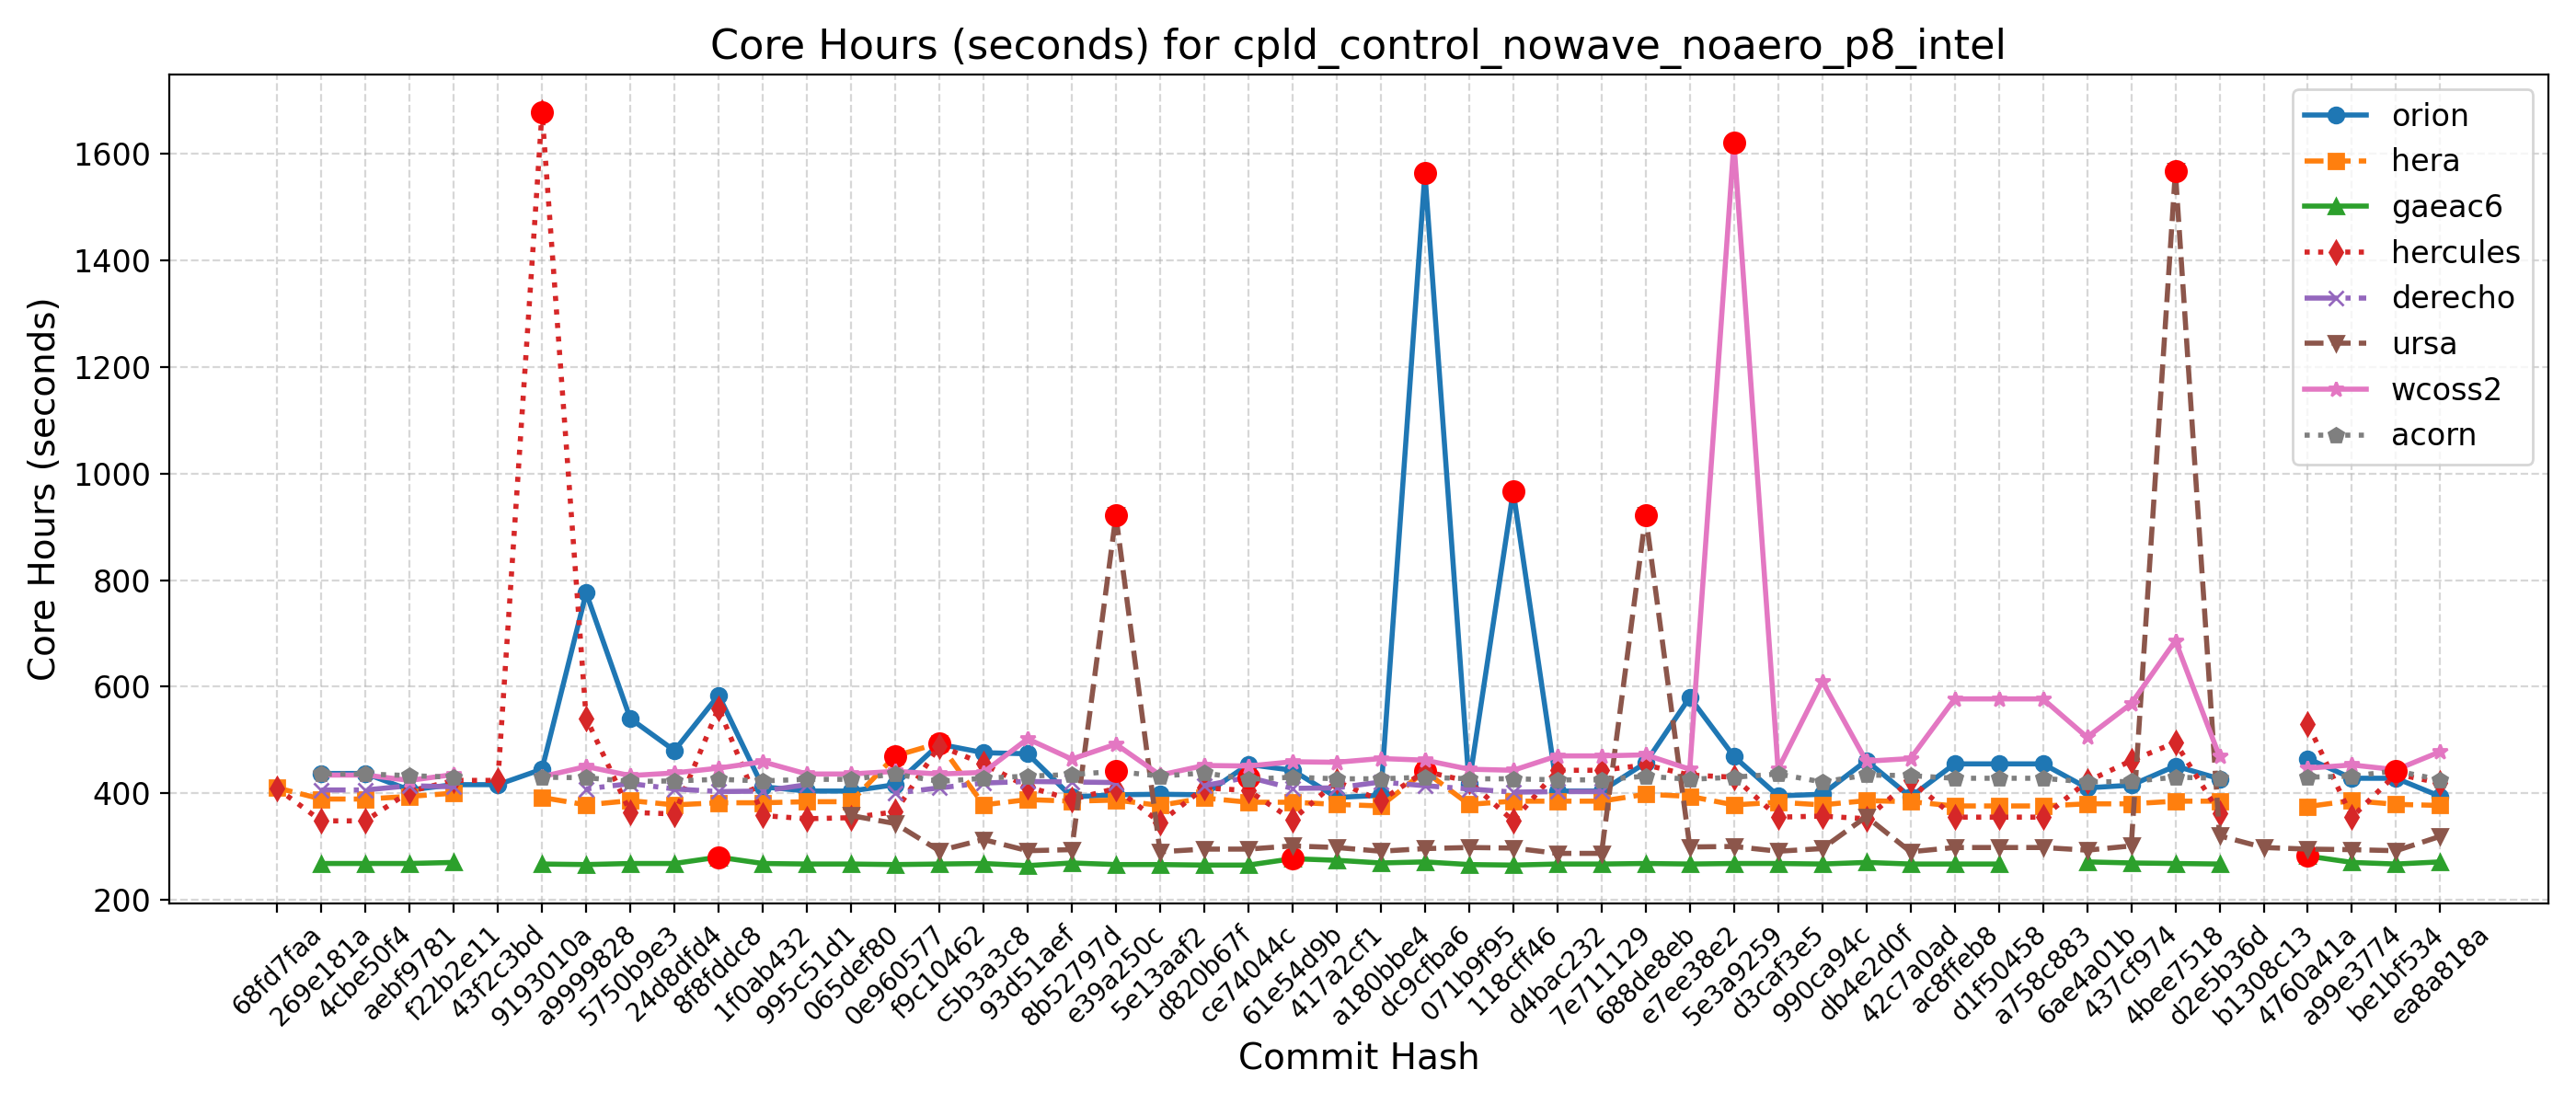 Core Hours (seconds) for cpld_control_nowave_noaero_p8_intel
Core Hours (seconds)
1600
1400
1200
1000
800
600
400
200
orion
hera
gaeac6
hercules
derecho
ursa
wcoss2
acorn
68fd7faa
269e181a
4cbe50f4
aebf9781
f22b2e11
43f2c3bd
9193010a
a9999828
5750b9e3
24d8dfd4
8f8fddc8
1f0ab432
995c51d1
065def80
0e960577
f9c10462
c5b3a3c8
93d51aef
8b52797d
e39a250c
5e13aaf2
d820b67f
ce74044c
61e54d9b
417a2cf1
a180bbe4
dc9cfba6
071b9f95
118cff46
d4bac232
7e711129
688de8eb
e7ee38e2
5e3a9259
d3caf3e5
990ca94c
db4e2d0f
42c7a0ad
ac8ffeb8
d1f50458
a758c883
6ae4a01b
437cf974
4bee7518
d2e5b36d
b1308c13
4760a41a
a99e3774
be1bf534
ea8a818a
Commit Hash